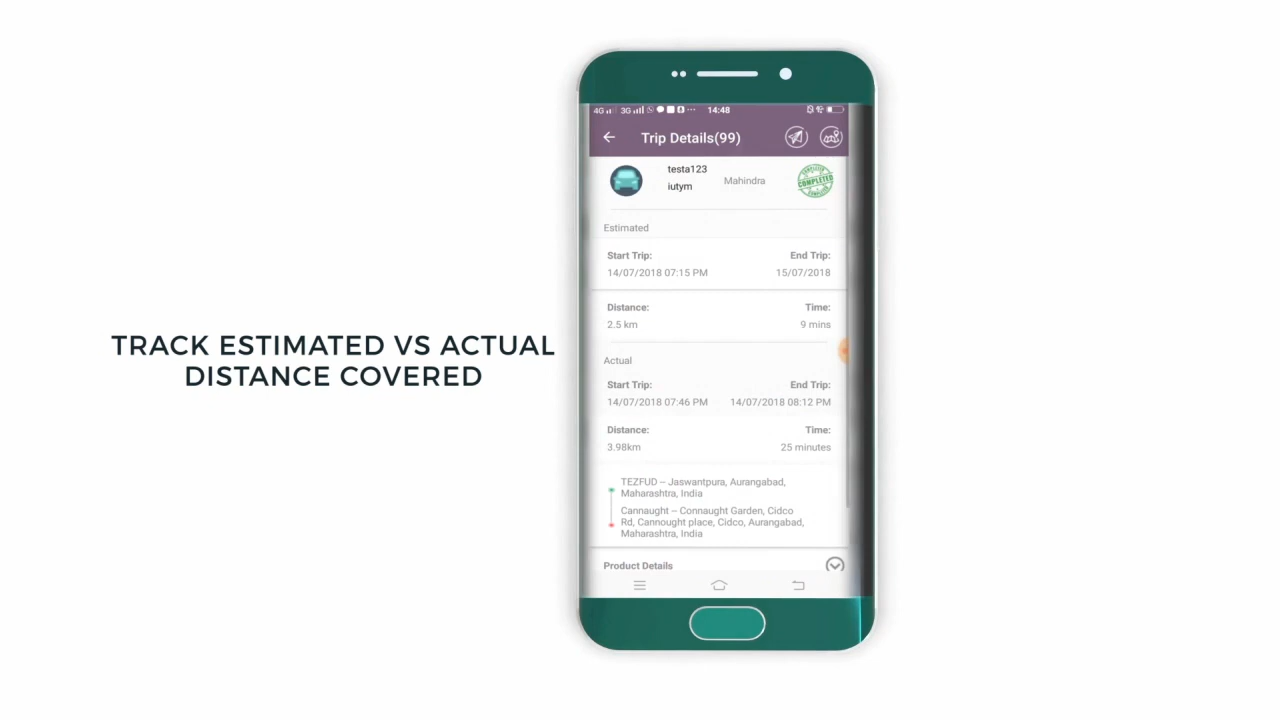 TRACK ESTIMATED VS ACTUAL
DISTANCE COVERED
4G 3G 14:48
Trip Details(99)
testa123
iutym
Mahindra
COMPLETED
Estimated
Start Trip: End Trip:
14/07/2018 07:15 PM 15/07/2018
Distance: Time:
2.5 km 9 mins
Actual
Start Trip: End Trip:
14/07/2018 07:46 PM 14/07/2018 08:12 PM
Distance: Time:
3.98km 25 minutes
TEZFUD -- Jaswantpura, Aurangabad,
Maharashtra, India
Cannaught -- Connaught Garden, Cidco
Rd, Cannought place, Cidco, Aurangabad,
Maharashtra, India
Product Details